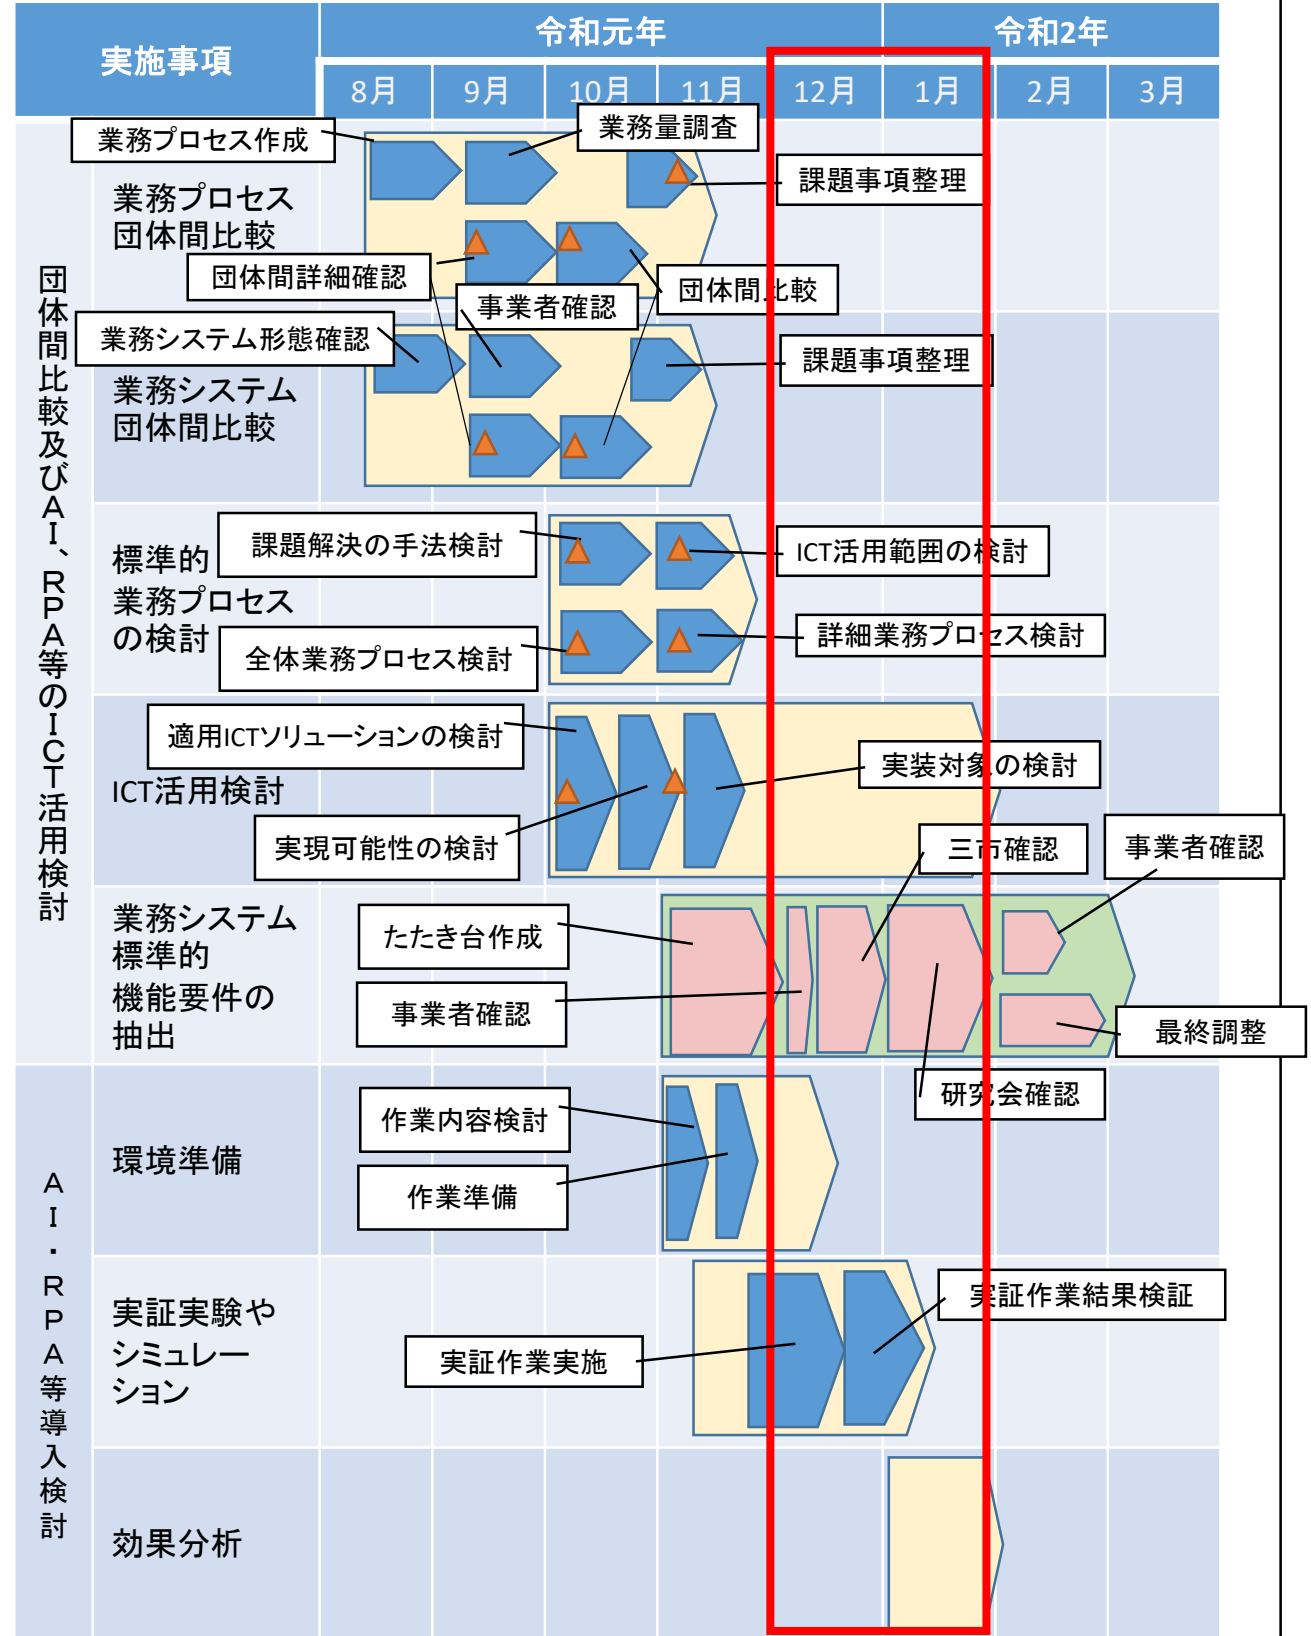 実施事項
令和元年
令和2年
8月
9月
10月
11月
12月
1月
2月
3月
団体間比較及びAI、RPA等のICT活用検討
業務プロセス
団体間比較
業務プロセス作成
業務量調査
課題事項整理
団体間詳細確認
団体間比較
業務システム
団体間比較
業務システム形態確認
事業者確認
課題事項整理
標準的
業務プロセス
の検討
課題解決の手法検討
ICT活用範囲の検討
全体業務プロセス検討
詳細業務プロセス検討
ICT活用検討
適用ICTソリューションの検討
実装対象の検討
実現可能性の検討
業務システム
標準的
機能要件の
抽出
三市確認
事業者確認
たたき台作成
事業者確認
最終調整
研究会確認
AI・RPA等導入検討
環境準備
作業内容検討
作業準備
実証実験や
シミュレー
ション
実証作業結果検証
実証作業実施
効果分析